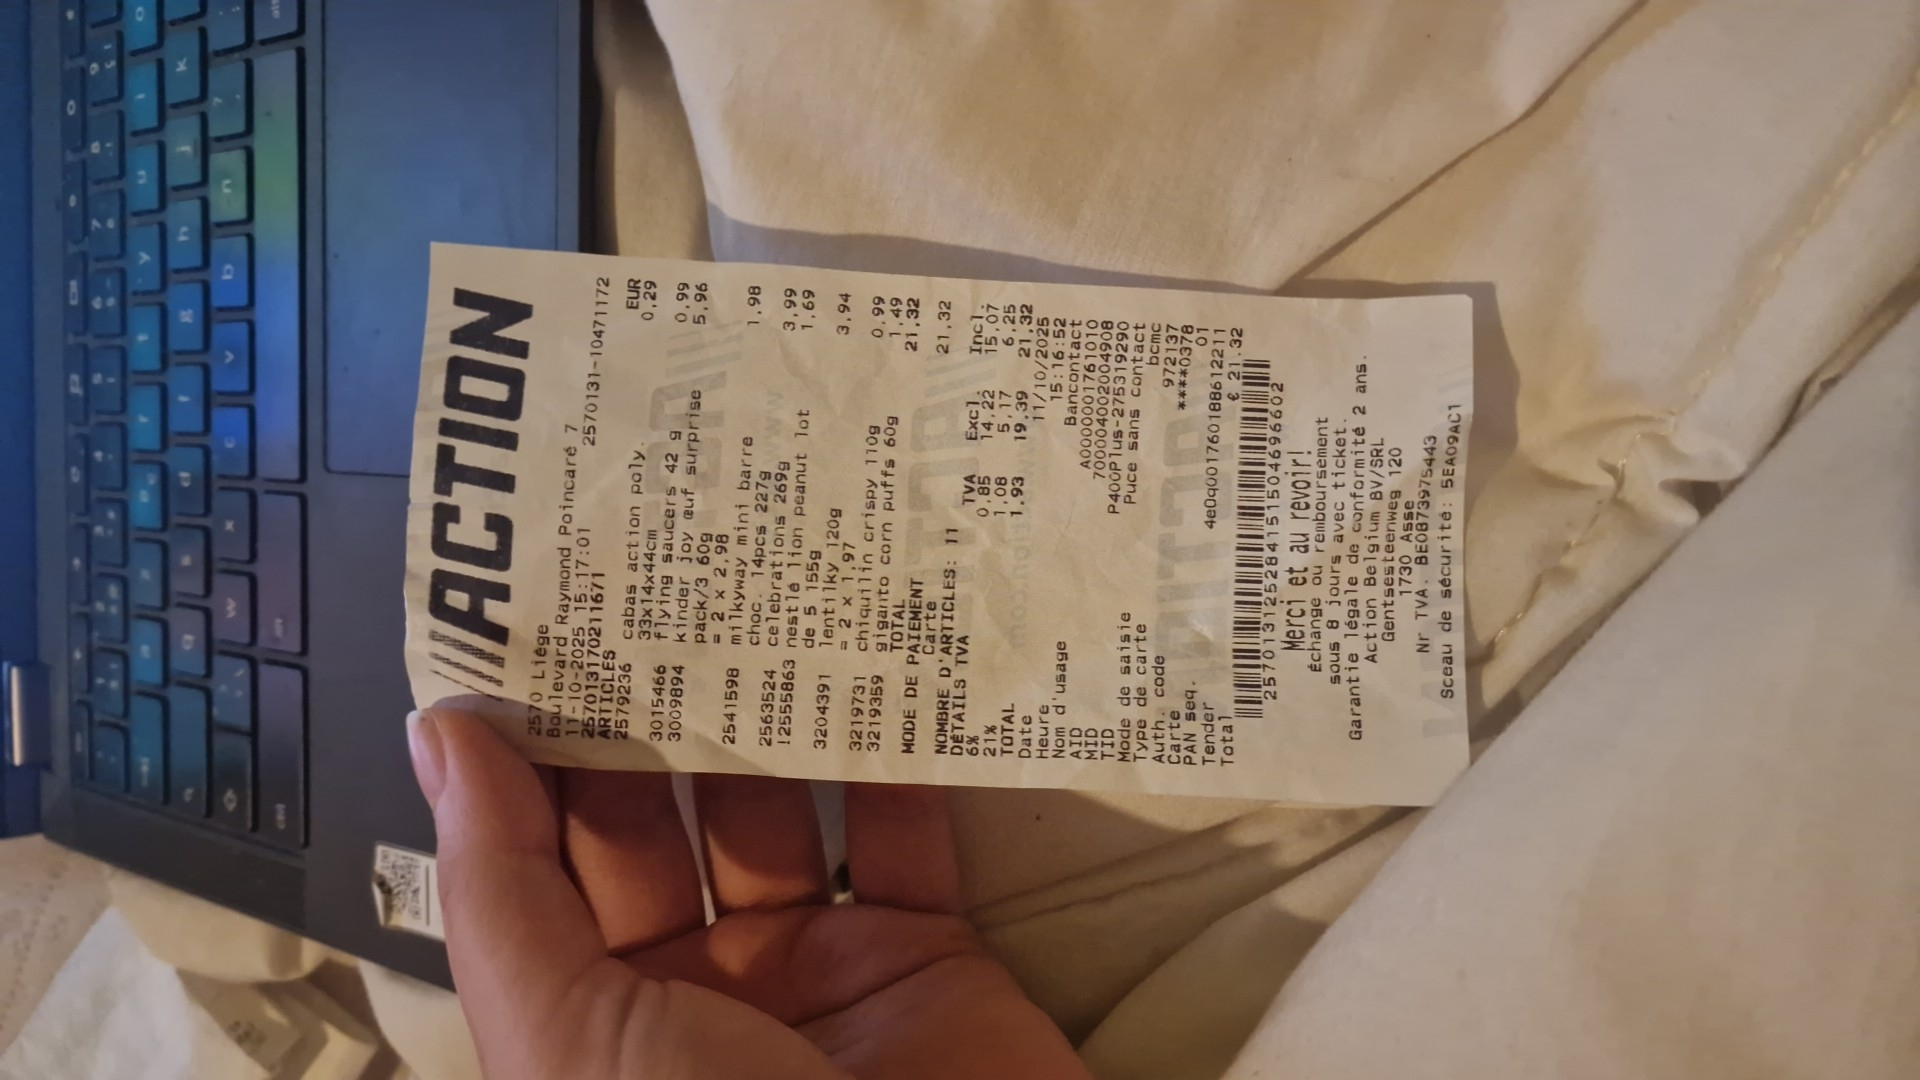 ///ACTION
2570 Liège
Boulevard Raymond Poincaré 7
11-10-2025 15:17:01 2570131-10471172
257013170211671
ARTICLES EUR
2579236 cabas action poly. 0,29
33x14x44cm
3015466 flying saucers 42 g 0,99
3009894 kinder joy œuf surprise 5,96
pack/3 60g
= 2 x 2,98
2541598 milkyway mini barre 1,98
choc. 14pcs 227g
2563524 celebrations 269g 3,99
!2555863 nestlé lion peanut lot 1,69
de 5 155g
3204391 lentilky 120g 3,94
= 2 x 1,97
3219731 chiquilin crispy 110g 0,99
3219359 giganto corn puffs 60g 1,49
TOTAL 21,32
MODE DE PAIEMENT
Carte 21,32
NOMBRE D'ARTICLES: 11
DÉTAILS TVA TVA Excl. Incl.
6% 0,85 14,22 15,07
21% 1,08 5,17 6,25
TOTAL 1,93 19,39 21,32
Date 11/10/2025
Heure 15:16:52
Nom d'usage Bancontact
AID A0000001761010
MID 700004002004908
TID P400Plus-275319290
Mode de saisie Puce sans contact
Type de carte bcmc
Auth. code 972137
Carte ****0378
PAN seq. 01
Tender 4e0q001760188612211
Total € 21.32
257013125284151504696602
Merci et au revoir!
Échange ou remboursement
sous 8 jours avec ticket.
Garantie légale de conformité 2 ans.
Action Belgium BV/SRL
Gentsesteenweg 120
1730 Asse
Nr TVA. BE0873975443
Sceau de sécurité: 5EA09AC1